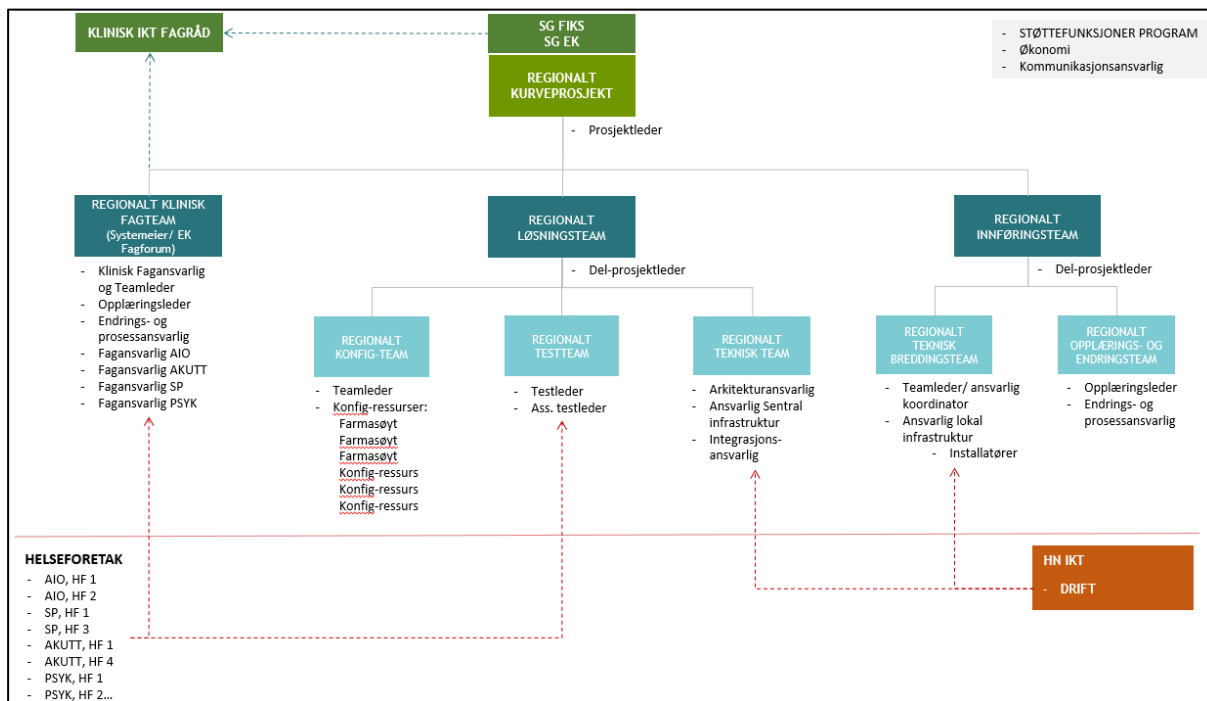 KLINISK IKT FAGRÅD
SG FIKS
SG EK
REGIONALT
KURVEPROSJEKT
- STØTTEFUNKSJONER PROGRAM
- Økonomi
- Kommunikasjonsansvarlig
- Prosjektleder
REGIONALT KLINISK
FAGTEAM
(Systemeier/ EK
Fagforum)
- Klinisk Fagansvarlig
og Teamleder
- Opplæringsleder
- Endrings- og
prosessansvarlig
- Fagansvarlig AIO
- Fagansvarlig AKUTT
- Fagansvarlig SP
- Fagansvarlig PSYK
REGIONALT
LØSNINGSTEAM
- Del-prosjektleder
REGIONALT
INNFØRINGSTEAM
- Del-prosjektleder
REGIONALT
KONFIG-TEAM
- Teamleder
- Konfig-ressurser:
Farmasøyt
Farmasøyt
Farmasøyt
Konfig-ressurs
Konfig-ressurs
Konfig-ressurs
REGIONALT
TESTTEAM
- Testleder
- Ass. testleder
REGIONALT
TEKNISK TEAM
- Arkitekturansvarlig
- Ansvarlig Sentral
infrastruktur
- Integrasjons-
ansvarlig
REGIONALT
TEKNISK
BREDDINGSTEAM
- Teamleder/ ansvarlig
koordinator
- Ansvarlig lokal
infrastruktur
- Installatører
REGIONALT
OPPLÆRINGS- OG
ENDRINGSTEAM
- Opplæringsleder
- Endrings- og
prosessansvarlig
HELSEFORETAK
- AIO, HF 1
- AIO, HF 2
- SP, HF 1
- SP, HF 3
- AKUTT, HF 1
- AKUTT, HF 4
- PSYK, HF 1
- PSYK, HF 2...
HN IKT
- DRIFT